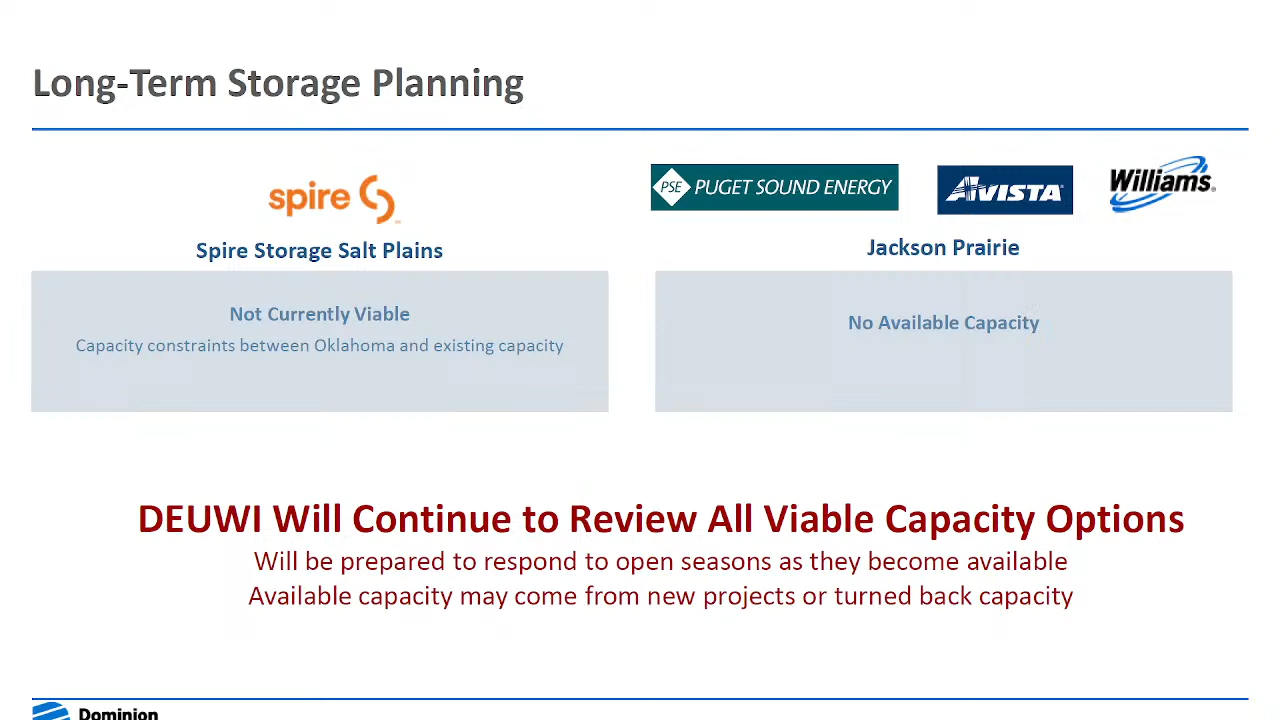 Long-Term Storage Planning
spire
PSE PUGET SOUND ENERGY
AVISTA
Williams.
Spire Storage Salt Plains
Jackson Prairie
Not Currently Viable
Capacity constraints between Oklahoma and existing capacity
No Available Capacity
DEUWI Will Continue to Review All Viable Capacity Options
Will be prepared to respond to open seasons as they become available
Available capacity may come from new projects or turned back capacity
Dominion